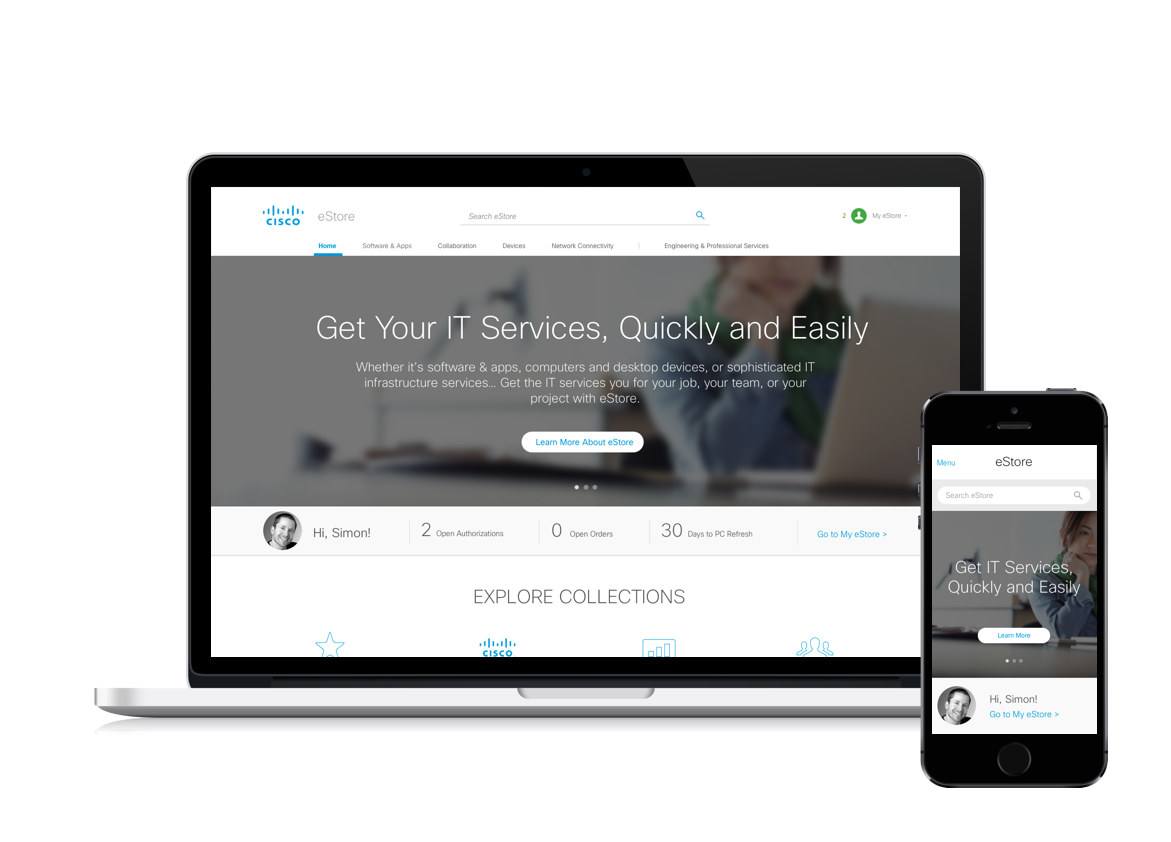 CISCO
eStore
Search eStore
2
My eStore
Home
Software & Apps
Collaboration
Devices
Network Connectivity
|
Engineering & Professional Services
Get Your IT Services, Quickly and Easily
Whether it's software & apps, computers and desktop devices, or sophisticated IT
infrastructure services... Get the IT services you for your job, your team, or your
project with eStore.
Learn More About eStore
Hi, Simon!
2 Open Authorizations
0 Open Orders
30 Days to PC Refresh
Go to My eStore >
EXPLORE COLLECTIONS
CISCO
Menu
eStore
Search eStore
Get IT Services,
Quickly and Easily
Learn More
Hi, Simon!
Go to My eStore >